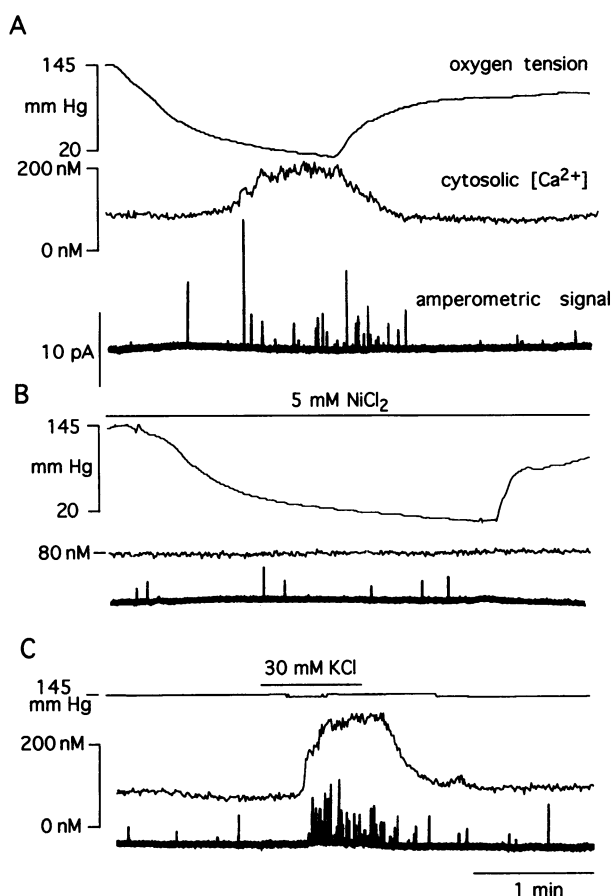 A
145
oxygen tension
mm Hg
20
200 nM
cytosolic [Ca2+]
0 nM
amperometric signal
10 pA
B
5 mM NiCl2
145
mm Hg
20
80 nM
C
30 mM KCl
145
mm Hg
200 nM
0 nM
1 min